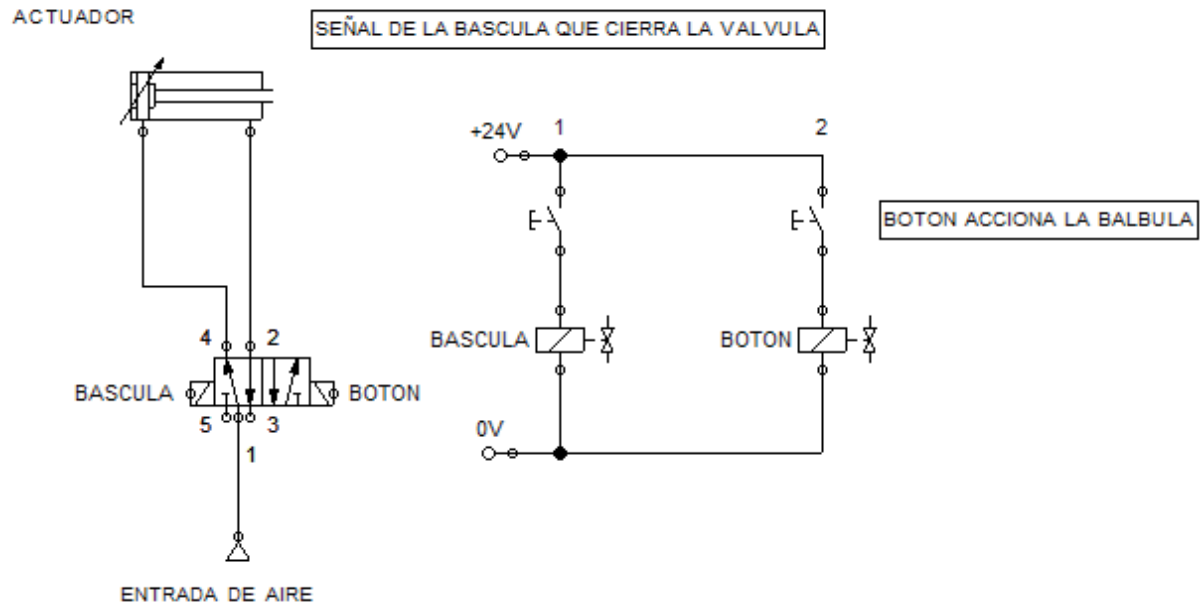 ACTUADOR
SEÑAL DE LA BASCULA QUE CIERRA LA VALVULA
+24V
1
2
BOTON ACCIONA LA BALBULA
BASCULA
BOTON
4
2
BASCULA
BOTON
5
3
1
0V
ENTRADA DE AIRE